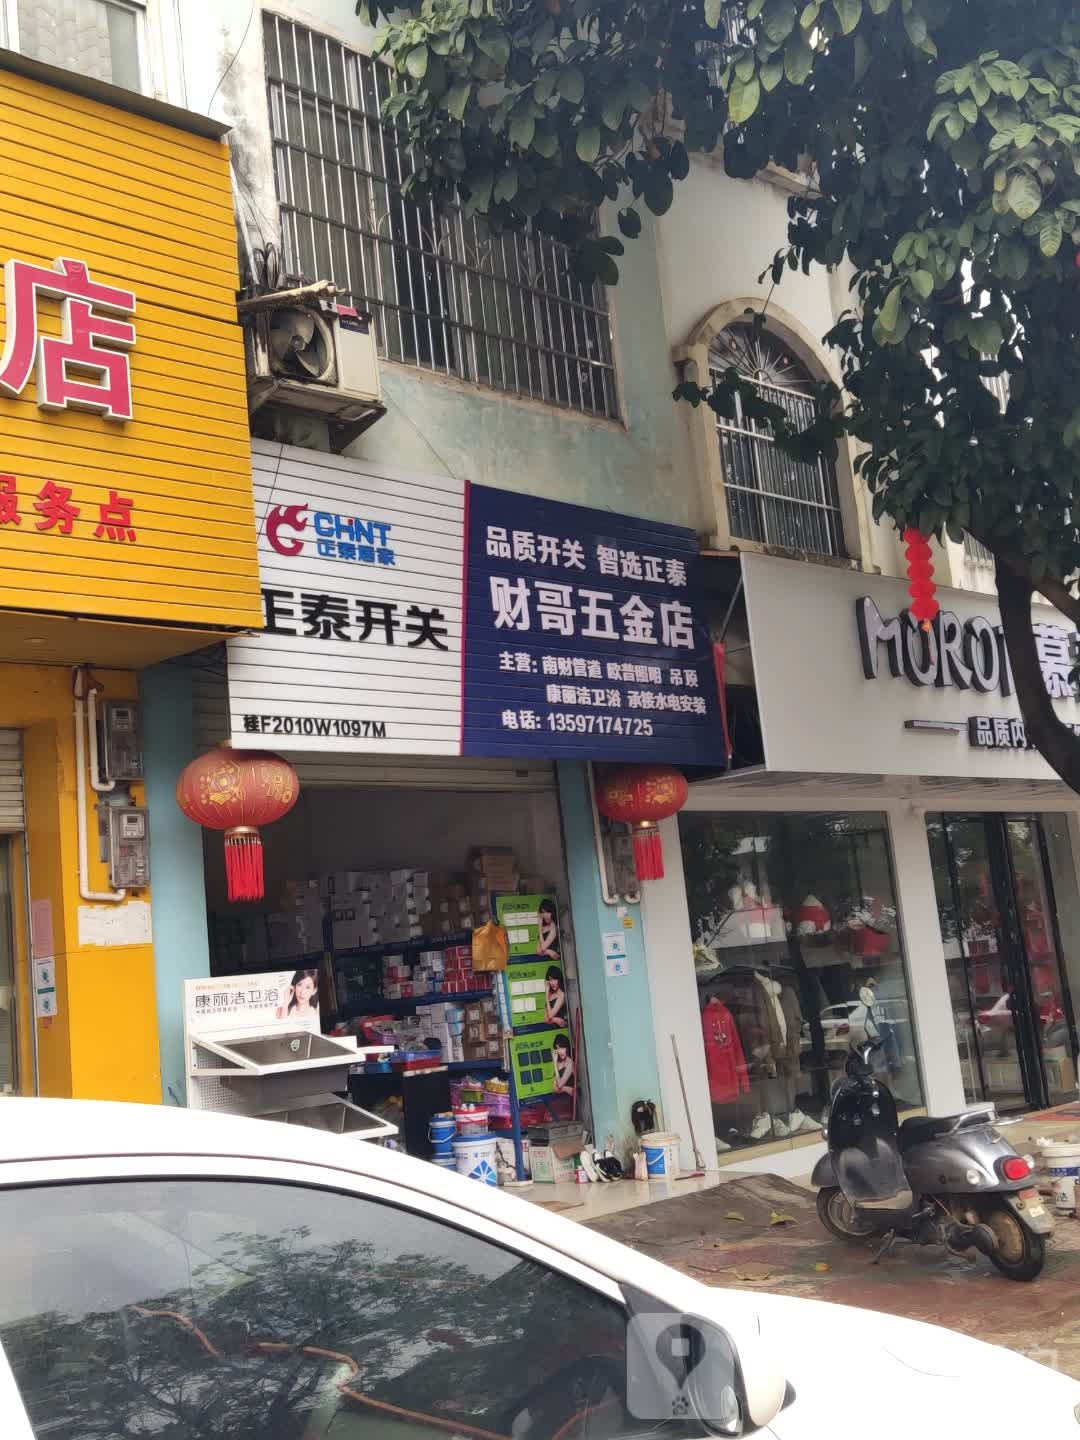 店
服务点
CHNT
正泰居家
正泰开关
桂F2010W1097M
品质开关 智选正泰
财哥五金店
主营: 南财管道 欧普照明 吊顶
康丽洁卫浴 承接水电安装
电话: 13597174725
慕
品质内
康丽洁卫浴